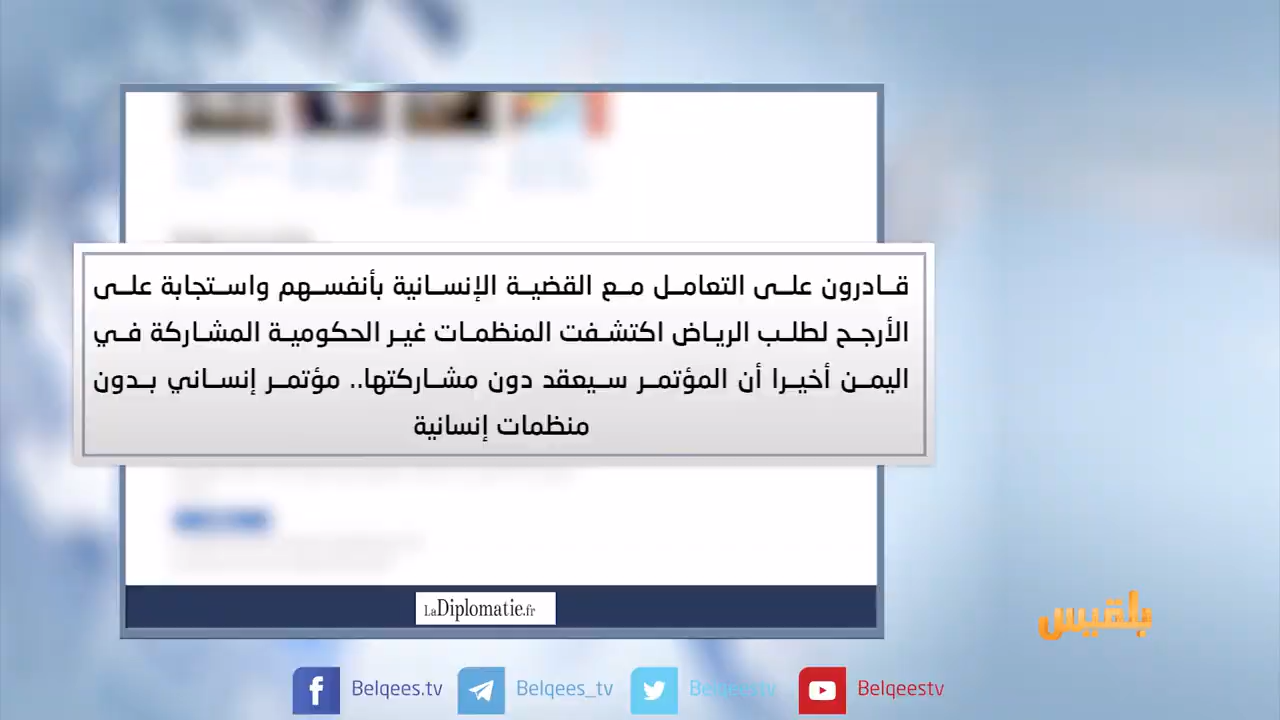 قادرون على التعامل مع القضية الإنسانية بأنفسهم واستجابة على
الأرجح لطلب الرياض اكتشفت المنظمات غير الحكومية المشاركة في
اليمن أخيرا أن المؤتمر سيعقد دون مشاركتها.. مؤتمر إنساني بدون
منظمات إنسانية
LaDiplomatie.fr
بلقيس
Belqees.tv
Belqees_tv
Belqeestv
Belqeestv